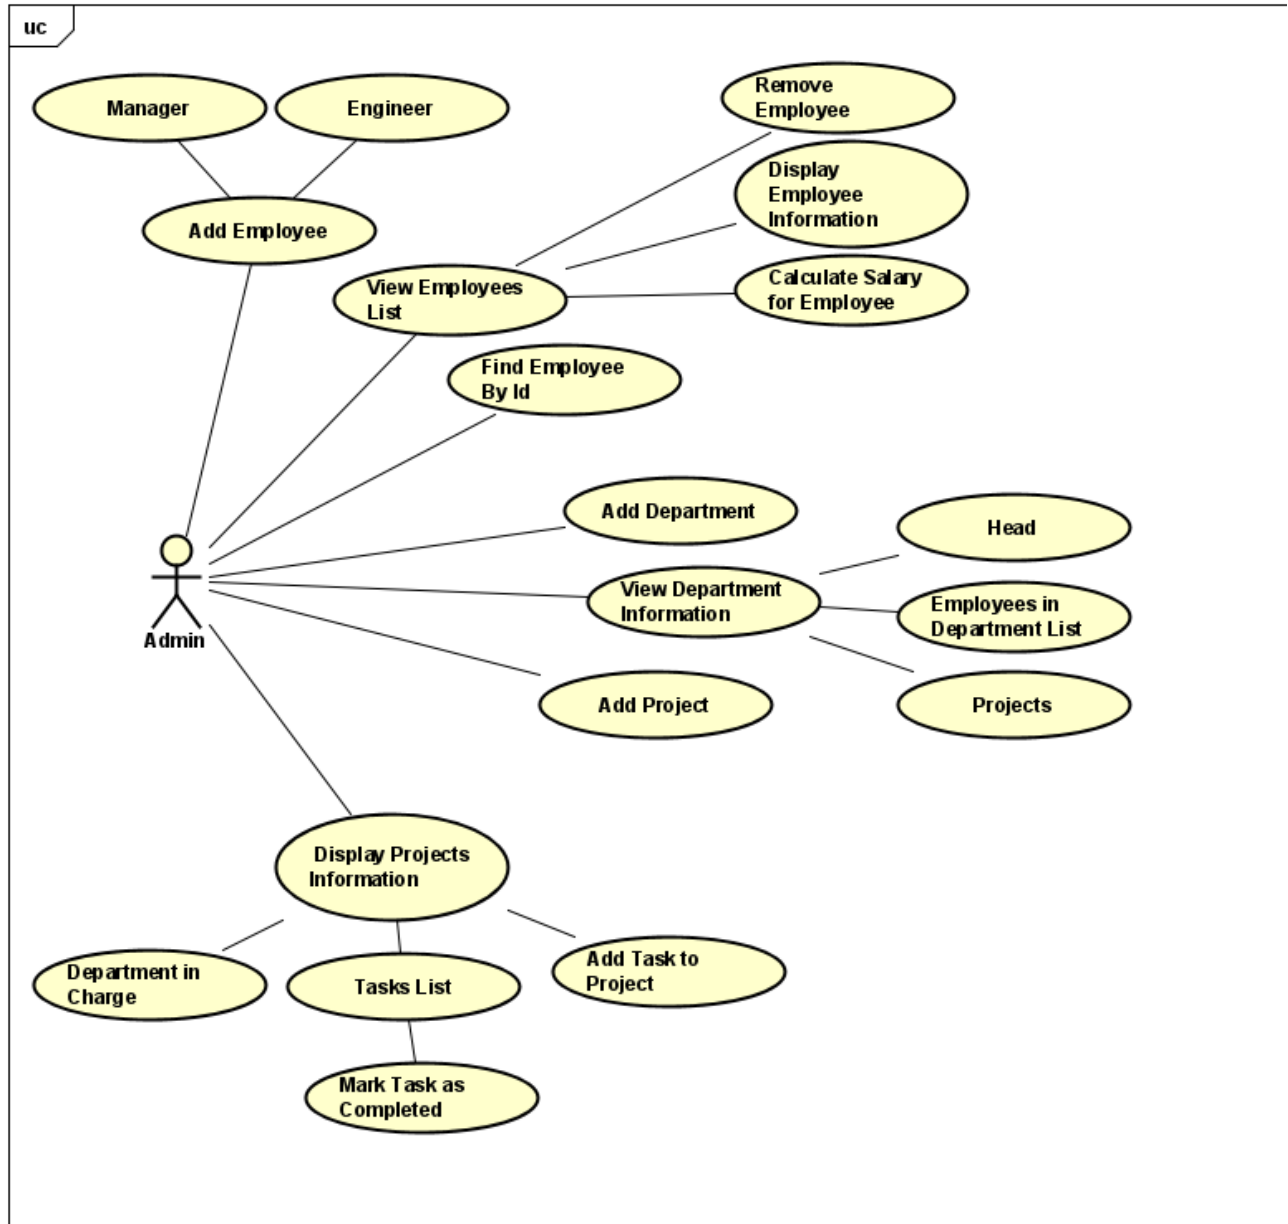 uc
Manager
Engineer
Remove
Employee
Display
Employee
Information
Add Employee
View Employees
List
Calculate Salary
for Employee
Find Employee
By Id
Add Department
Head
View Department
Information
Employees in
Department List
Admin
Add Project
Projects
Display Projects
Information
Department in
Charge
Tasks List
Add Task to
Project
Mark Task as
Completed